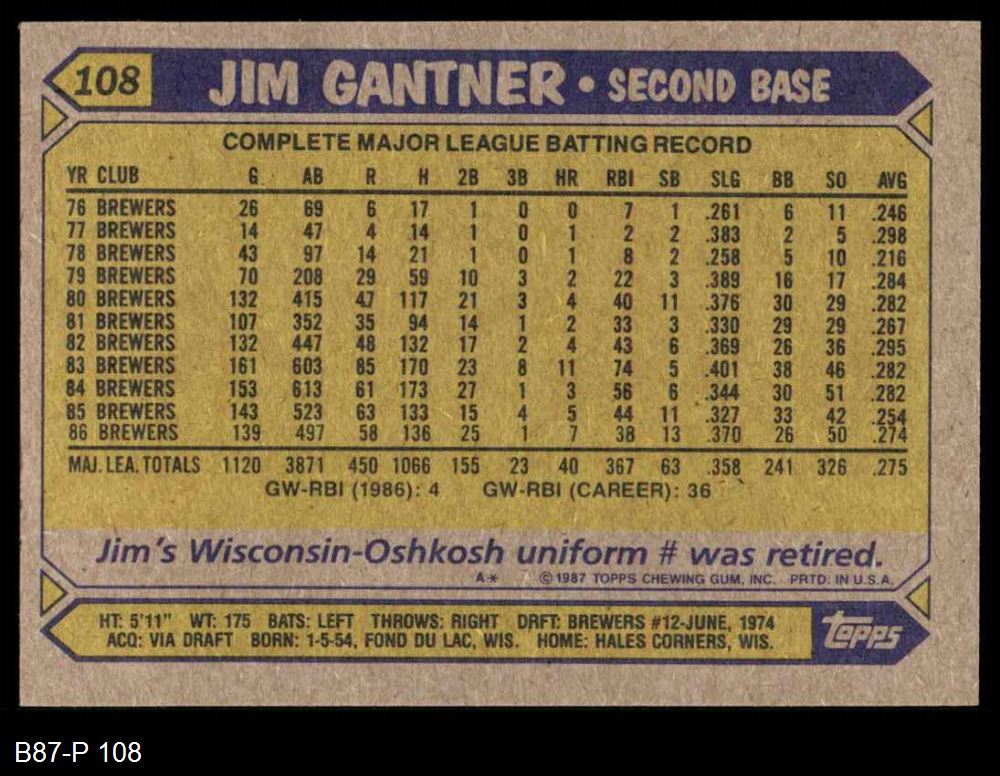 108 JIM GANTNER • SECOND BASE
COMPLETE MAJOR LEAGUE BATTING RECORD
YR CLUB G AB R H 2B 3B HR RBI SB SLG BB SO AVG
76 BREWERS 26 69 6 17 1 0 0 7 1 .261 6 11 .246
77 BREWERS 14 47 4 14 1 0 1 2 2 .383 2 5 .298
78 BREWERS 43 97 14 21 1 0 1 8 2 .258 5 10 .216
79 BREWERS 70 208 29 59 10 3 2 22 3 .389 16 17 .284
80 BREWERS 132 415 47 117 21 3 4 40 11 .376 30 29 .282
81 BREWERS 107 352 35 94 14 1 2 33 3 .330 29 29 .267
82 BREWERS 132 447 48 132 17 2 4 43 6 .369 26 36 .295
83 BREWERS 161 603 85 170 23 8 11 74 5 .401 38 46 .282
84 BREWERS 153 613 61 173 27 1 3 56 6 .344 30 51 .282
85 BREWERS 143 523 63 133 15 4 5 44 11 .327 33 42 .254
86 BREWERS 139 497 58 136 25 1 7 38 13 .370 26 50 .274
MAJ. LEA. TOTALS 1120 3871 450 1066 155 23 40 367 63 .358 241 326 .275
GW-RBI (1986): 4 GW-RBI (CAREER): 36
Jim's Wisconsin-Oshkosh uniform # was retired.
A* ©1987 TOPPS CHEWING GUM, INC. PRTD. IN U.S.A.
HT: 5'11" WT: 175 BATS: LEFT THROWS: RIGHT DRFT: BREWERS #12-JUNE, 1974
ACQ: VIA DRAFT BORN: 1-5-54, FOND DU LAC, WIS. HOME: HALES CORNERS, WIS.
topps
B87-P 108